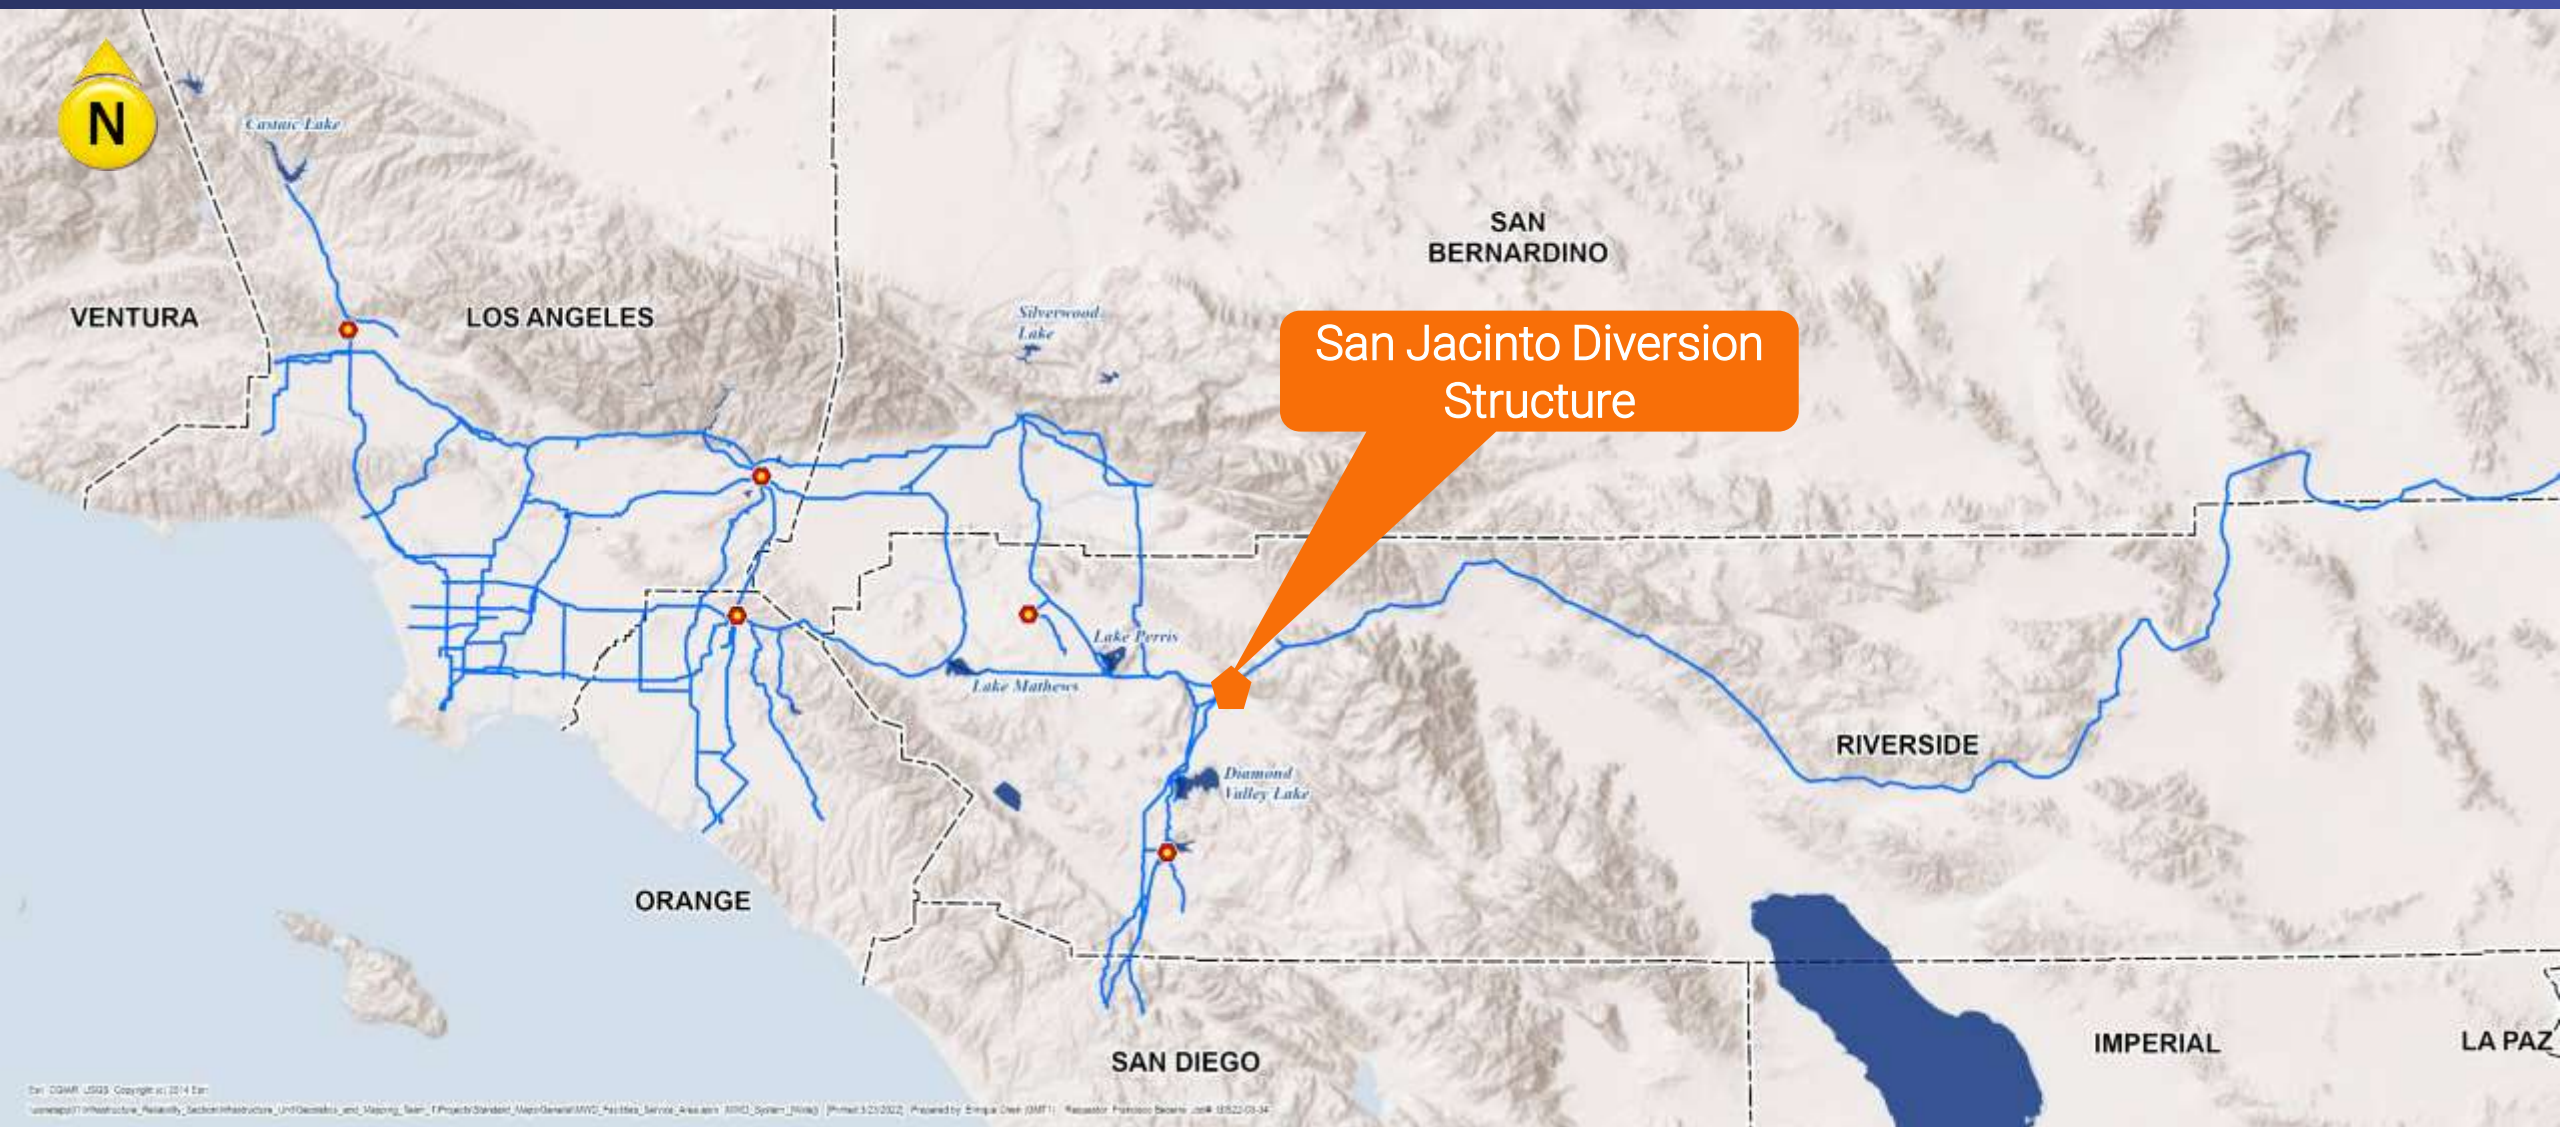 N
Castaic Lake
VENTURA
LOS ANGELES
SAN
BERNARDINO
Silverwood
Lake
San Jacinto Diversion
Structure
Lake Perris
Lake Mathews
RIVERSIDE
Diamond
Valley Lake
ORANGE
SAN DIEGO
IMPERIAL
LA PAZ